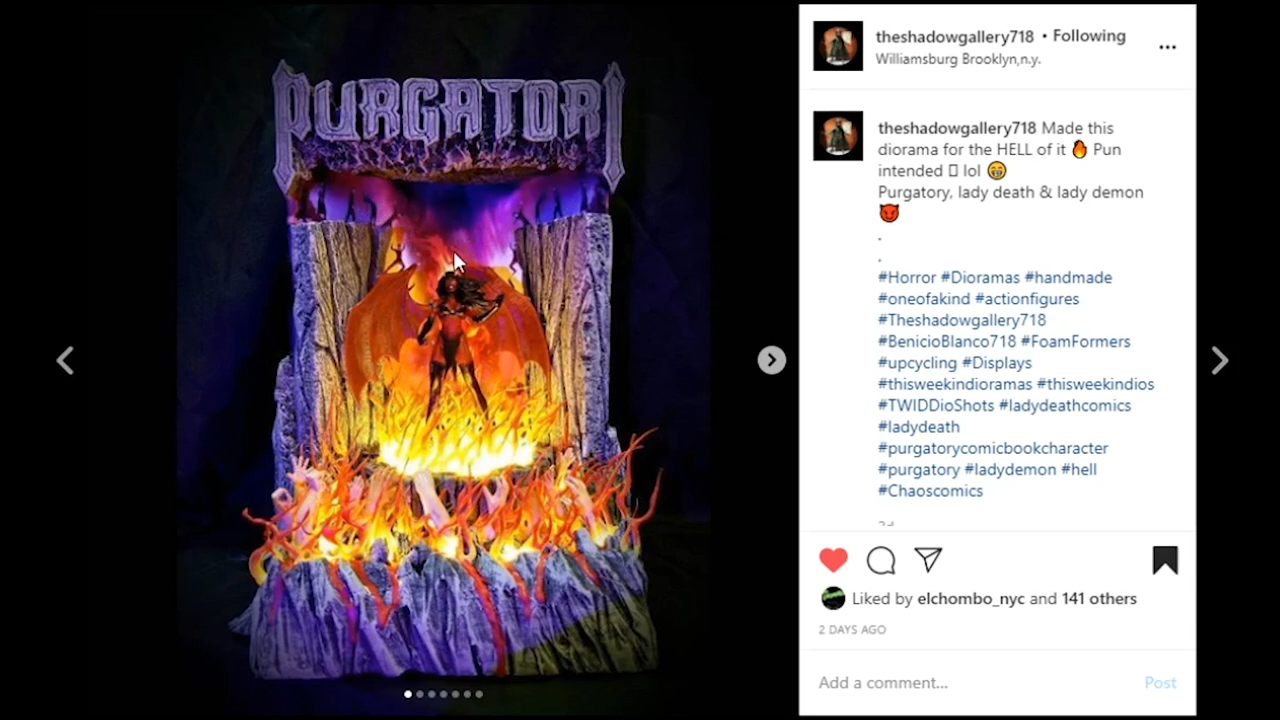 PURGATORI
theshadowgallery718 • Following
Williamsburg Brooklyn,n.y.
theshadowgallery718 Made this
diorama for the HELL of it 🔥 Pun
intended ▯ lol 😁
Purgatory, lady death & lady demon
😈
.
.
#Horror #Dioramas #handmade
#oneofakind #actionfigures
#Theshadowgallery718
#BenicioBlanco718 #FoamFormers
#upcycling #Displays
#thisweekindioramas #thisweekindios
#TWIDDioShots #ladydeathcomics
#ladydeath
#purgatorycomicbookcharacter
#purgatory #ladydemon #hell
#Chaoscomics
Liked by elchombo_nyc and 141 others
2 DAYS AGO
Add a comment... Post